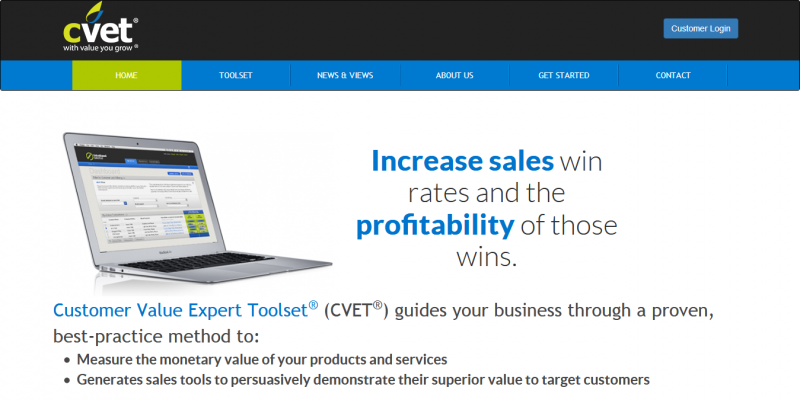 cvet®
with value you grow®
Customer Login
HOME
TOOLSET
NEWS & VIEWS
ABOUT US
GET STARTED
CONTACT
Increase sales win
rates and the
profitability of those
wins.
Customer Value Expert Toolset® (CVET®) guides your business through a proven,
best-practice method to:
• Measure the monetary value of your products and services
• Generates sales tools to persuasively demonstrate their superior value to target customers